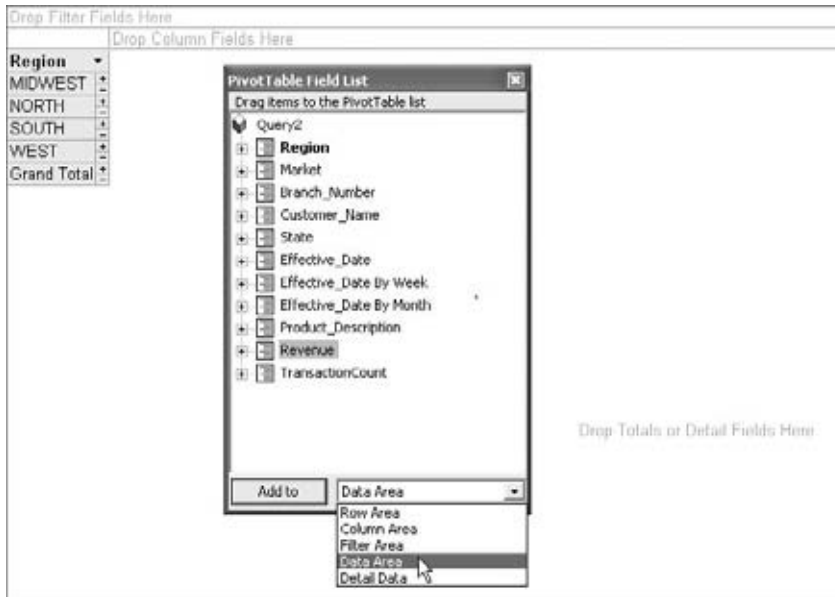 Drop Filter Fields Here
Drop Column Fields Here
Region
MIDWEST
NORTH
SOUTH
WEST
Grand Total
PivotTable Field List
Drag items to the PivotTable list
Query2
Region
Market
Branch_Number
Customer_Name
State
Effective_Date
Effective_Date By Week
Effective_Date By Month
Product_Description
Revenue
TransactionCount
Drop Totals or Detail Fields Here
Add to
Data Area
Row Area
Column Area
Filter Area
Data Area
Detail Data